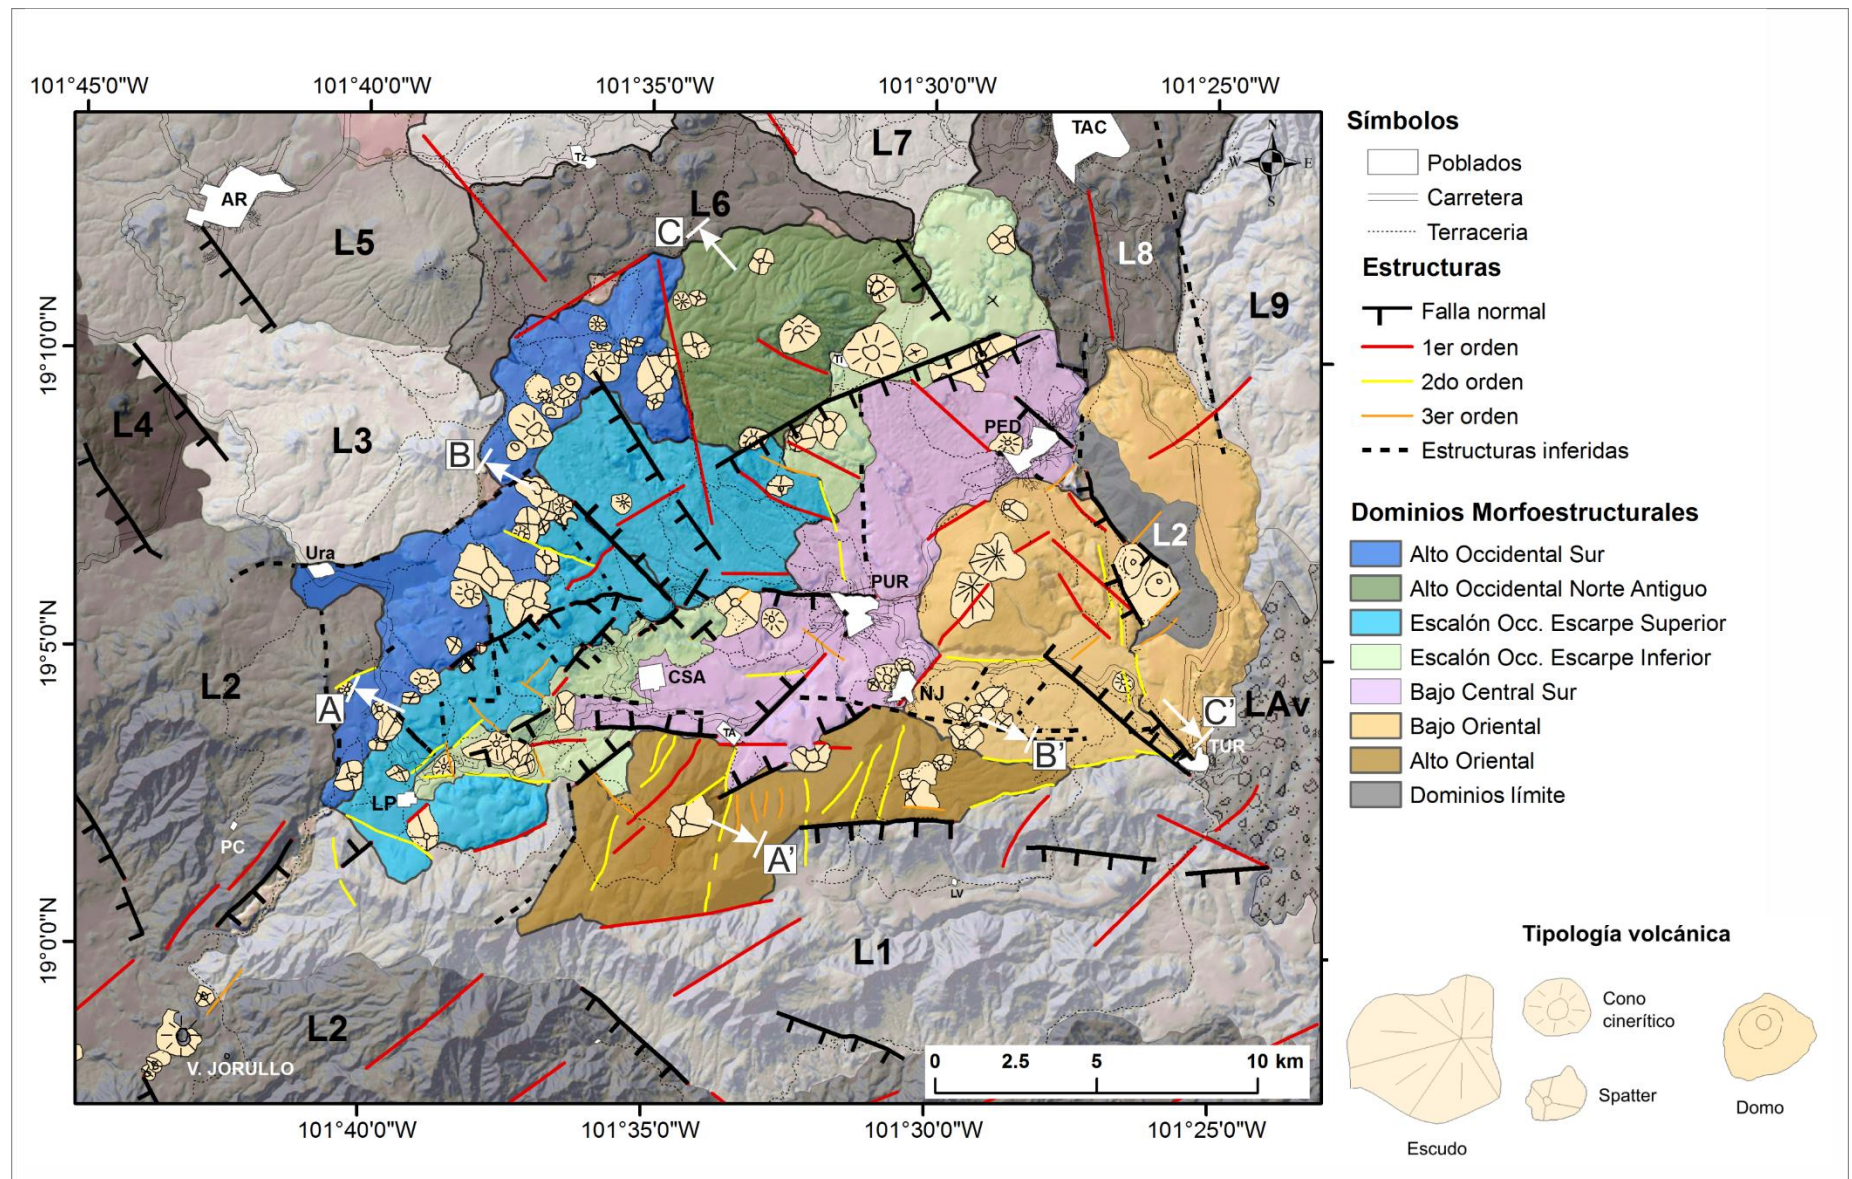 101°45'0"W
101°40'0"W
101°35'0"W
101°30'0"W
101°25'0"W
19°10'0"N
19°5'0"N
19°0'0"N
AR
Tz
L7
TAC
N
W
E
S
L6
C
L5
L8
L9
L4
L3
Ti
PED
B
L2
Ura
PUR
L2
CSA
NJ
C'
LAv
TUR
A
TA
B'
LP
PC
A'
LV
L1
L2
V. JORULLO
0
2.5
5
10 km
101°40'0"W
101°35'0"W
101°30'0"W
101°25'0"W
Símbolos
Poblados
Carretera
Terraceria
Estructuras
Falla normal
1er orden
2do orden
3er orden
Estructuras inferidas
Dominios Morfoestructurales
Alto Occidental Sur
Alto Occidental Norte Antiguo
Escalón Occ. Escarpe Superior
Escalón Occ. Escarpe Inferior
Bajo Central Sur
Bajo Oriental
Alto Oriental
Dominios límite
Tipología volcánica
Cono
cinerítico
Spatter
Domo
Escudo